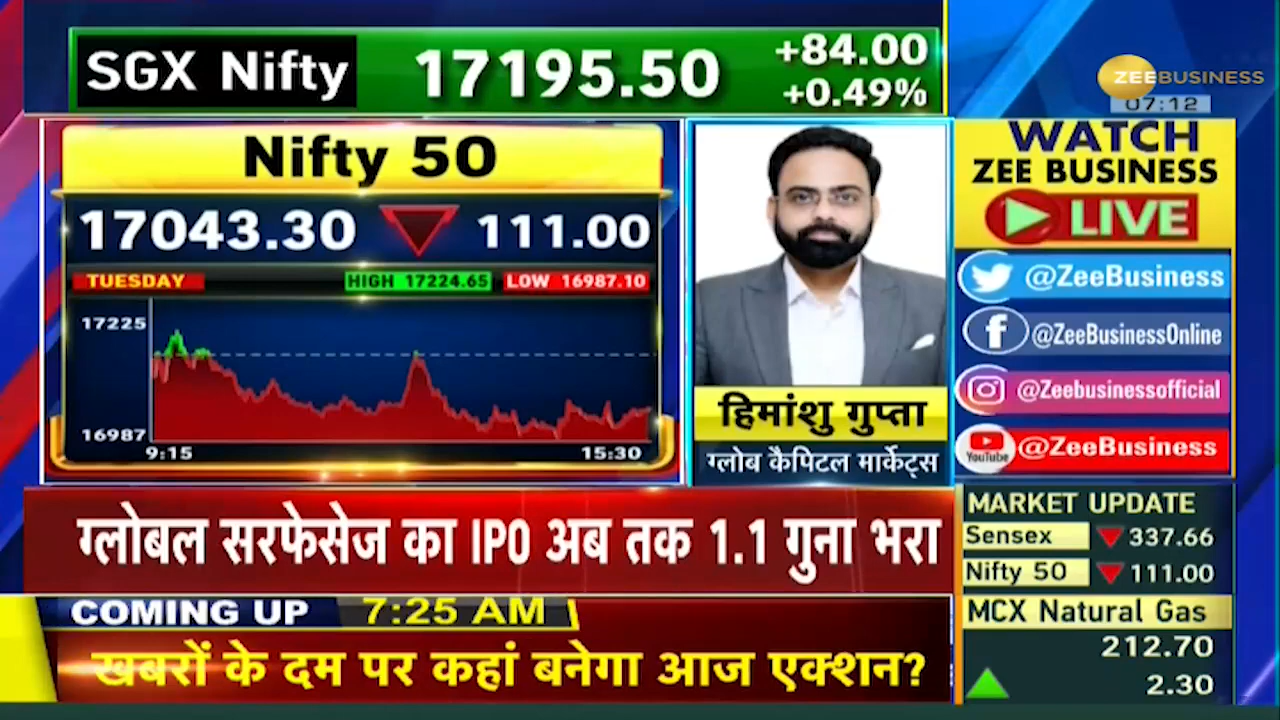 SGX Nifty 17195.50 +84.00
+0.49%
ZEEBUSINESS
07:12
Nifty 50
17043.30 111.00
TUESDAY HIGH 17224.65 LOW 16987.10
17225
16987
9:15 15:30
हिमांशु गुप्ता
ग्लोब कैपिटल मार्केट्स
WATCH
ZEE BUSINESS
LIVE
@ZeeBusiness
@ZeeBusinessOnline
@Zeebusinessofficial
YouTube @ZeeBusiness
ग्लोबल सरफेसेज का IPO अब तक 1.1 गुना भरा
COMING UP 7:25 AM
खबरों के दम पर कहां बनेगा आज एक्शन?
MARKET UPDATE
Sensex 337.66
Nifty 50 111.00
MCX Natural Gas
212.70
2.30